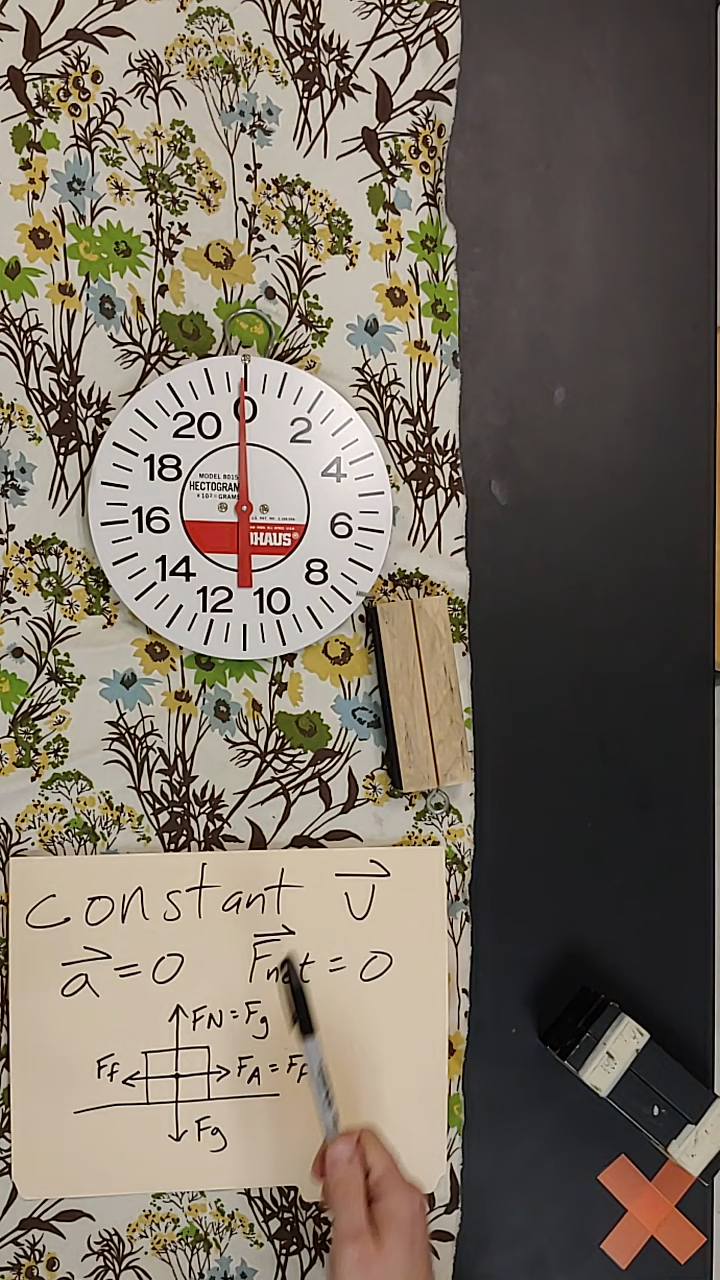 0
20
2
18
4
MODEL 8015
HECTOGRAM
16
6
HAUS®
14
8
12
10
constant v⃗
a⃗ = 0 F⃗net = 0
FN = Fg
Ff FA = Ff
Fg